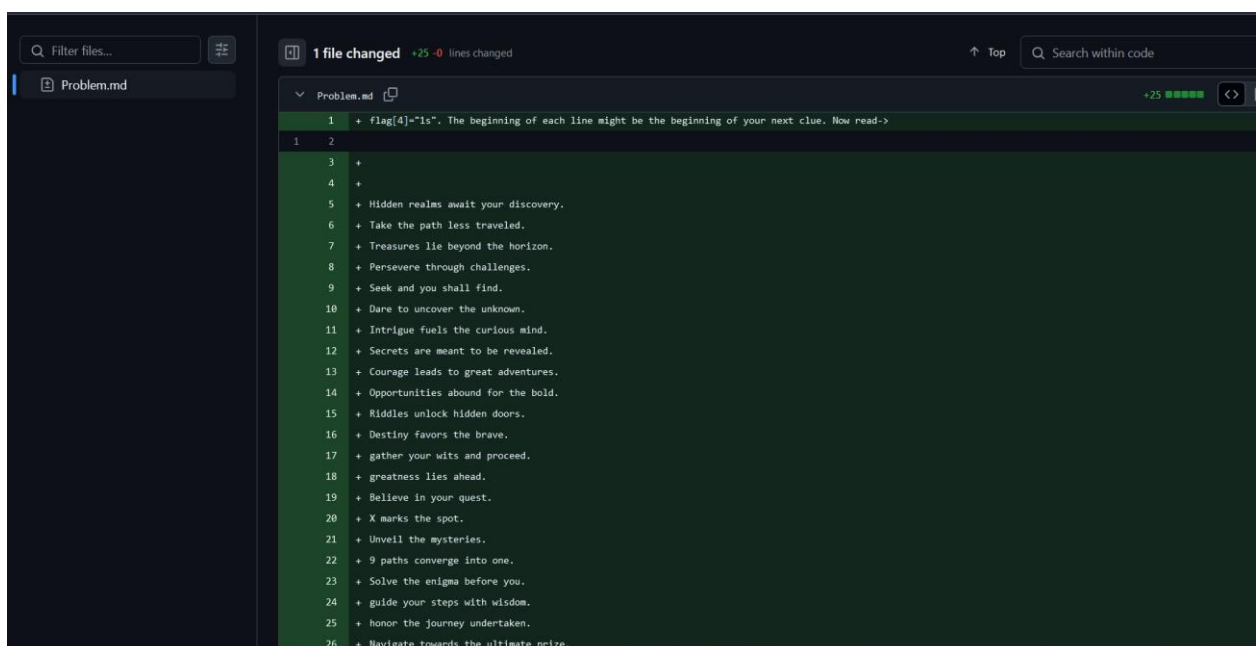 Filter files...
Problem.md
1 file changed +25 -0 lines changed
Top
Search within code
Problem.md
+25
1 + flag[4]="1s". The beginning of each line might be the beginning of your next clue. Now read->
1 2
3 +
4 +
5 + Hidden realms await your discovery.
6 + Take the path less traveled.
7 + Treasures lie beyond the horizon.
8 + Persevere through challenges.
9 + Seek and you shall find.
10 + Dare to uncover the unknown.
11 + Intrigue fuels the curious mind.
12 + Secrets are meant to be revealed.
13 + Courage leads to great adventures.
14 + Opportunities abound for the bold.
15 + Riddles unlock hidden doors.
16 + Destiny favors the brave.
17 + gather your wits and proceed.
18 + greatness lies ahead.
19 + Believe in your quest.
20 + X marks the spot.
21 + Unveil the mysteries.
22 + 9 paths converge into one.
23 + Solve the enigma before you.
24 + guide your steps with wisdom.
25 + honor the journey undertaken.
26 + Navigate towards the ultimate prize.